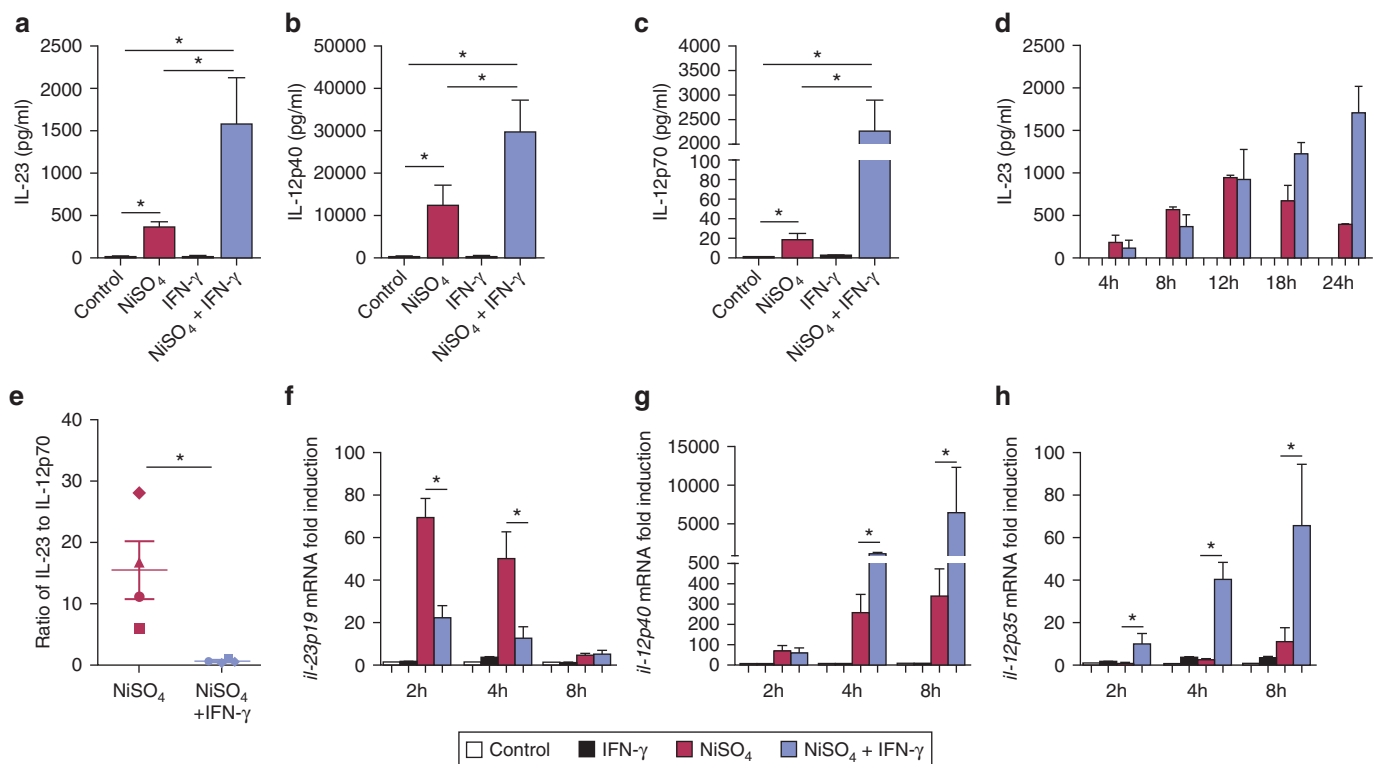 a
IL-23 (pg/ml)
2500
2000
1500
1000
500
0
*
*
*
Control
NiSO4
IFN-γ
NiSO4 + IFN-γ
b
IL-12p40 (pg/ml)
50000
40000
30000
20000
10000
0
*
*
*
Control
NiSO4
IFN-γ
NiSO4 + IFN-γ
c
IL-12p70 (pg/ml)
4000
3500
3000
2500
2000
100
80
60
40
20
0
*
*
*
Control
NiSO4
IFN-γ
NiSO4 + IFN-γ
d
IL-23 (pg/ml)
2500
2000
1500
1000
500
0
4h 8h 12h 18h 24h
e
Ratio of IL-23 to IL-12p70
40
30
20
10
0
*
NiSO4
NiSO4
+IFN-γ
f
il-23p19 mRNA fold induction
100
80
60
40
20
0
*
*
2h 4h 8h
g
il-12p40 mRNA fold induction
15000
10000
5000
500
400
300
200
100
0
*
*
2h 4h 8h
h
il-12p35 mRNA fold induction
100
80
60
40
20
0
*
*
*
2h 4h 8h
Control IFN-γ NiSO4 NiSO4 + IFN-γ